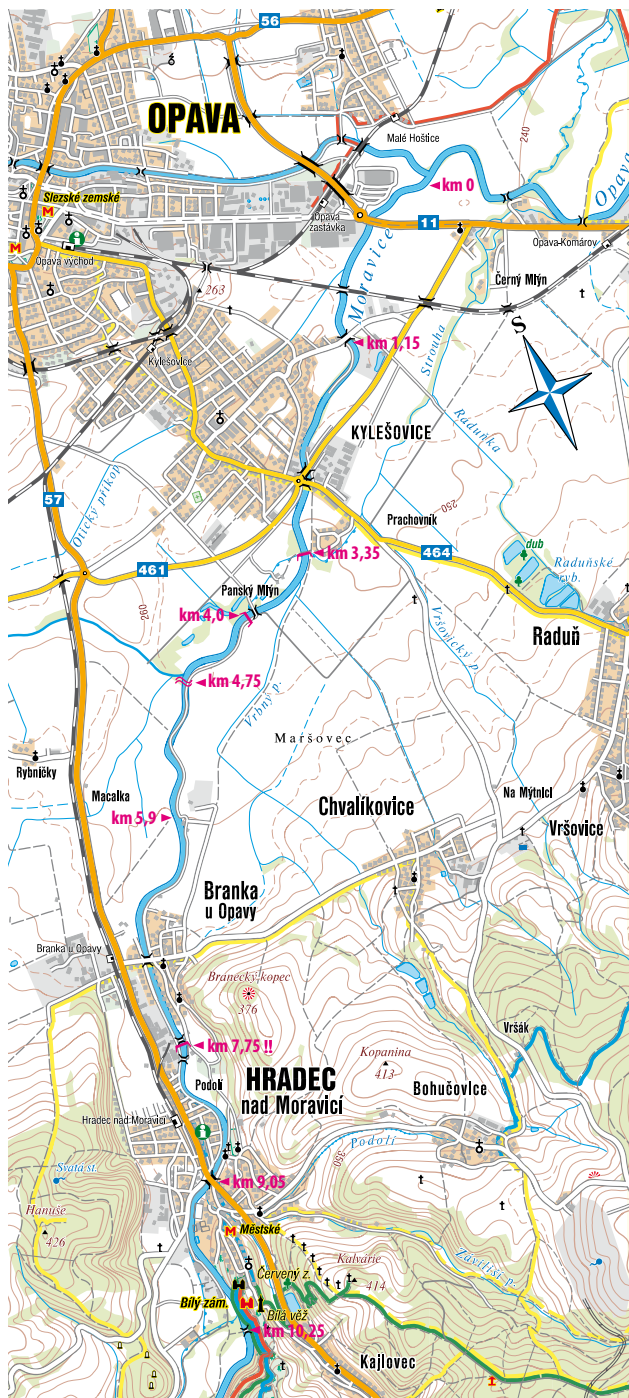 56
OPAVA
Malé Hoštice
240
km 0
Slezské zemské
M
Opava
Opava
zastávka
11
M
i
Opava východ
Opava-Komárov
Moravice
Černý Mlýn
263
S
km 1,15
Kylešovice
Strouha
Raduňka
KYLEŠOVICE
57
Otický příkop
250
Prachovník
dub
km 3,35
464
Raduňské
ryb.
461
Panský Mlýn
260
km 4,0
Vršovický p.
Raduň
km 4,75
Vrbný p.
Maršovec
Rybníčky
Macalka
Na Mýtnici
Chvalíkovice
km 5,9
Vršovice
Branka
u Opavy
Branka u Opavy
Branecký kopec
376
Vršák
km 7,75 !!
Kopanina
413
Podolí
HRADEC
nad Moravicí
Bohučovice
Hradec nad Moravicí
i
Podolí
350
Svatá st.
km 9,05
Hanuše
426
M
Městské
Kalvárie
414
Červený z.
Bílý zám.
Bílá věž
km 10,25
Kajlovec